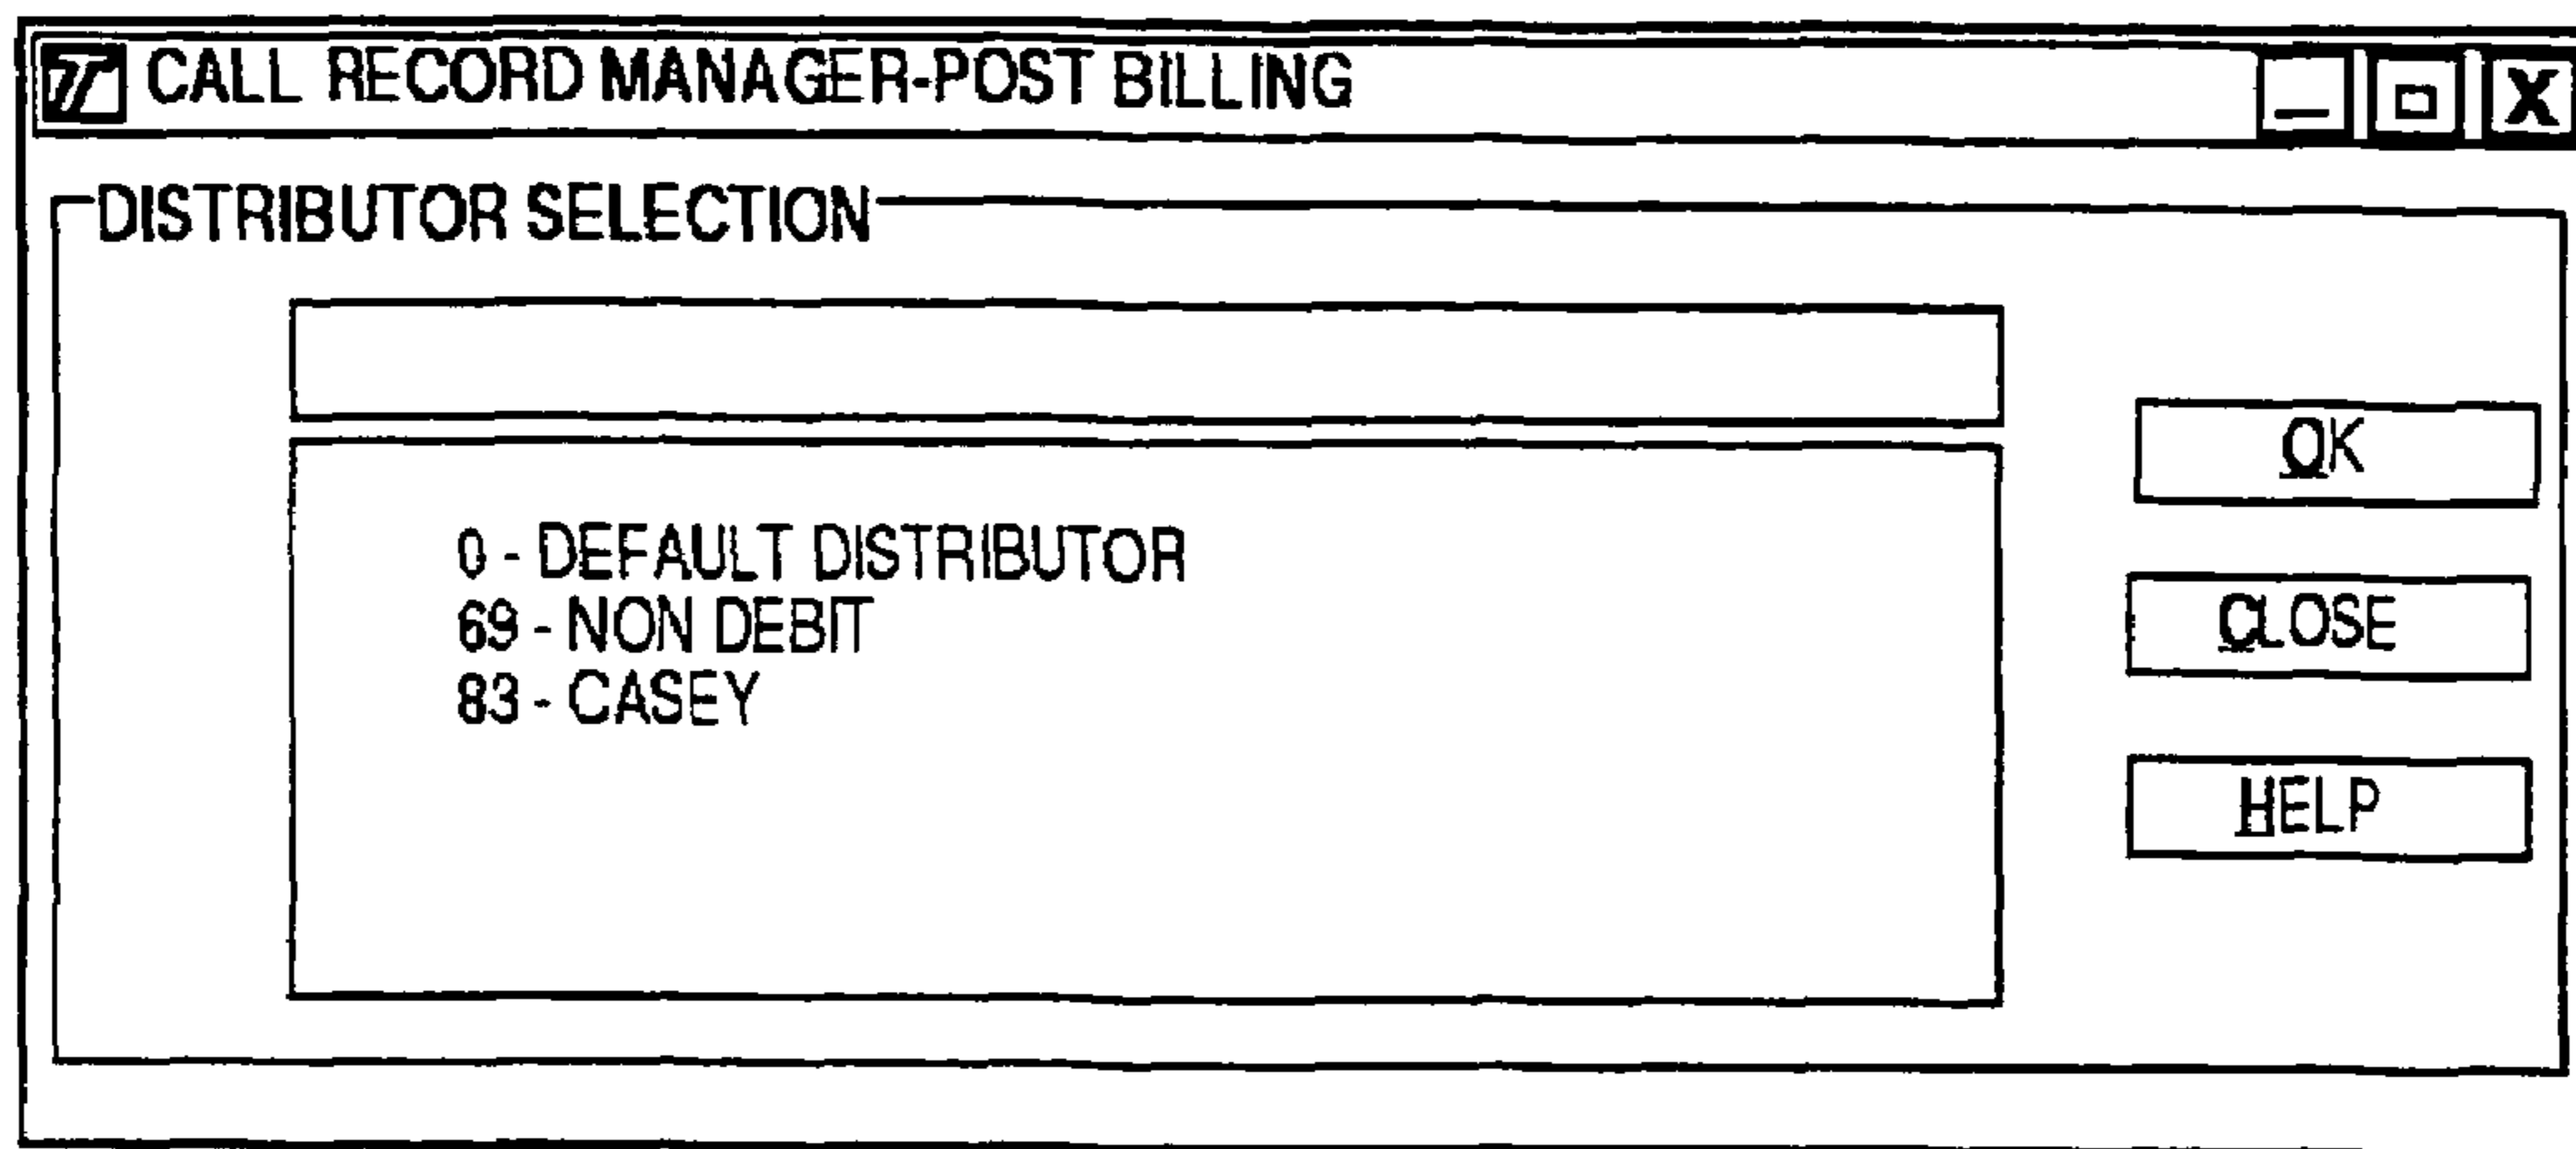 CALL RECORD MANAGER-POST BILLING
DISTRIBUTOR SELECTION
0 - DEFAULT DISTRIBUTOR
69 - NON DEBIT
83 - CASEY
OK
CLOSE
HELP